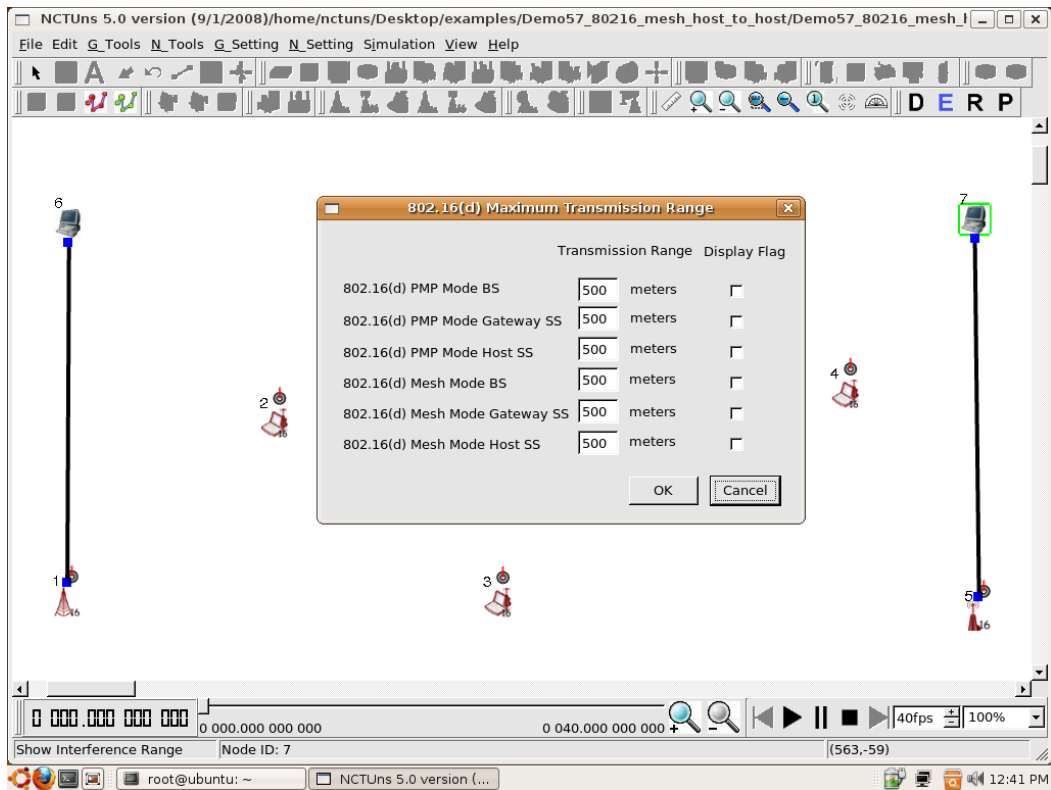 NCTUns 5.0 version (9/1/2008)/home/nctuns/Desktop/examples/Demo57_80216_mesh_host_to_host/Demo57_80216_mesh_
File Edit G_Tools N_Tools G_Setting N_Setting Simulation View Help
A
D E R P
6
7
802.16(d) Maximum Transmission Range
Transmission Range Display Flag
802.16(d) PMP Mode BS 500 meters
802.16(d) PMP Mode Gateway SS 500 meters
802.16(d) PMP Mode Host SS 500 meters
802.16(d) Mesh Mode BS 500 meters
802.16(d) Mesh Mode Gateway SS 500 meters
802.16(d) Mesh Mode Host SS 500 meters
OK Cancel
2
16
4
16
1
16
3
16
5
16
0 000.000 000 000
0 000.000 000 000
0 040.000 000 000
40fps
100%
Show Interference Range
Node ID: 7
(563,-59)
root@ubuntu: ~
NCTUns 5.0 version (...
12:41 PM